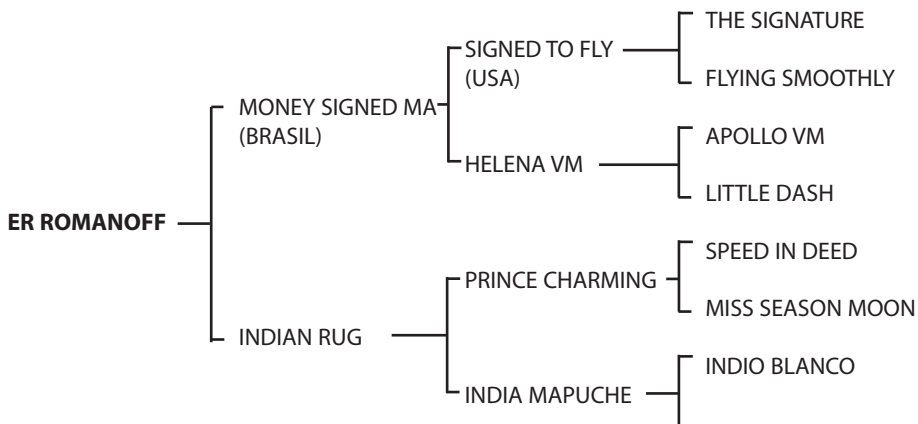 THE SIGNATURE
SIGNED TO FLY
(USA)
FLYING SMOOTHLY
MONEY SIGNED MA
(BRASIL)
APOLLO VM
HELENA VM
LITTLE DASH
ER ROMANOFF
SPEED IN DEED
PRINCE CHARMING
MISS SEASON MOON
INDIAN RUG
INDIO BLANCO
INDIA MAPUCHE